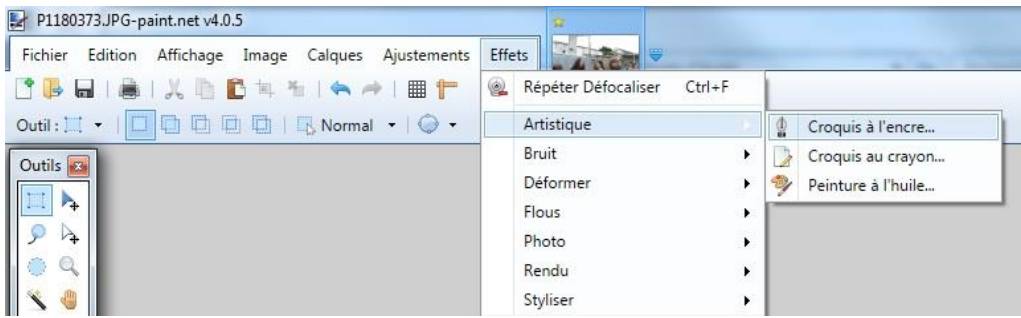 P1180373.JPG-paint.net v4.0.5
Fichier Edition Affichage Image Calques Ajustements Effets
Répéter Défocaliser Ctrl+F
Outil : Normal
Artistique
Croquis à l'encre...
Outils
Bruit
Croquis au crayon...
Déformer
Peinture à l'huile...
Flous
Photo
Rendu
Styliser